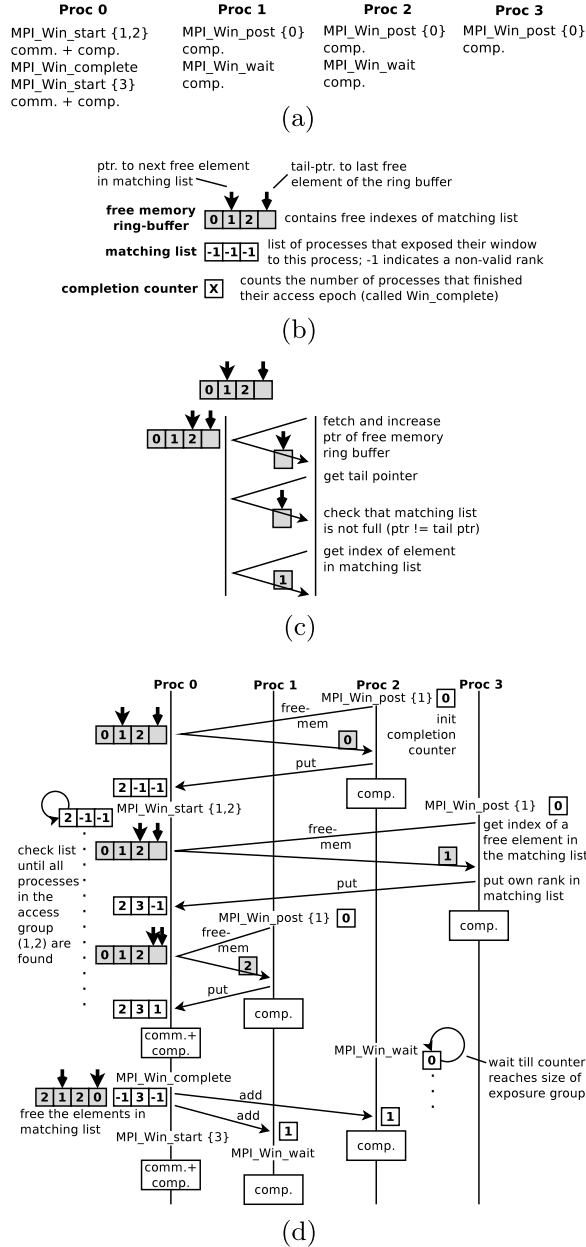 Proc 0 Proc 1 Proc 2 Proc 3
MPI_Win_start {1,2} MPI_Win_post {0} MPI_Win_post {0} MPI_Win_post {0}
comm. + comp. comp. comp. comp.
MPI_Win_complete MPI_Win_wait MPI_Win_wait
MPI_Win_start {3} comp. comp.
comm. + comp.
(a)
ptr. to next free element
in matching list
tail-ptr. to last free
element of the ring buffer
free memory
ring-buffer
0 1 2
contains free indexes of matching list
matching list
-1 -1 -1
list of processes that exposed their window
to this process; -1 indicates a non-valid rank
completion counter
X
counts the number of processes that finished
their access epoch (called Win_complete)
(b)
0 1 2
0 1 2
fetch and increase
ptr of free memory
ring buffer
get tail pointer
check that matching list
is not full (ptr != tail ptr)
get index of element
in matching list
1
(c)
Proc 0 Proc 1 Proc 2 Proc 3
MPI_Win_post {1} 0
free-
mem
init
completion
counter
0 1 2
0
put
2 -1 -1
comp.
MPI_Win_start {1,2}
2 -1 -1
MPI_Win_post {1} 0
check list
until all
processes
in the
access
group
(1,2) are
found
0 1 2
free-
mem
1
get index of a
free element in
the matching list
put
put own rank in
matching list
2 3 -1
comp.
MPI_Win_post {1} 0
free-
mem
0 1 2
2
put
2 3 1
comp.
comm.+
comp.
MPI_Win_wait
0
wait till counter
reaches size of
exposure group
MPI_Win_complete
2 1 2 0
-1 3 -1
free the elements in
matching list
add
add
1
1
MPI_Win_start {3}
MPI_Win_wait
comp.
comm.+
comp.
comp.
(d)